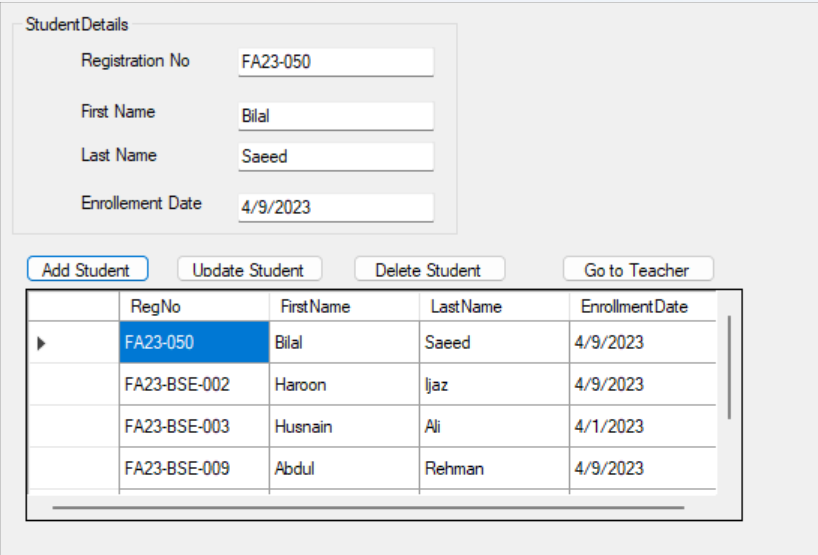 StudentDetails
Registration No FA23-050
First Name Bilal
Last Name Saeed
Enrollement Date 4/9/2023
Add Student Update Student Delete Student Go to Teacher
RegNo FirstName LastName EnrollmentDate
FA23-050 Bilal Saeed 4/9/2023
FA23-BSE-002 Haroon Ijaz 4/9/2023
FA23-BSE-003 Husnain Ali 4/1/2023
FA23-BSE-009 Abdul Rehman 4/9/2023